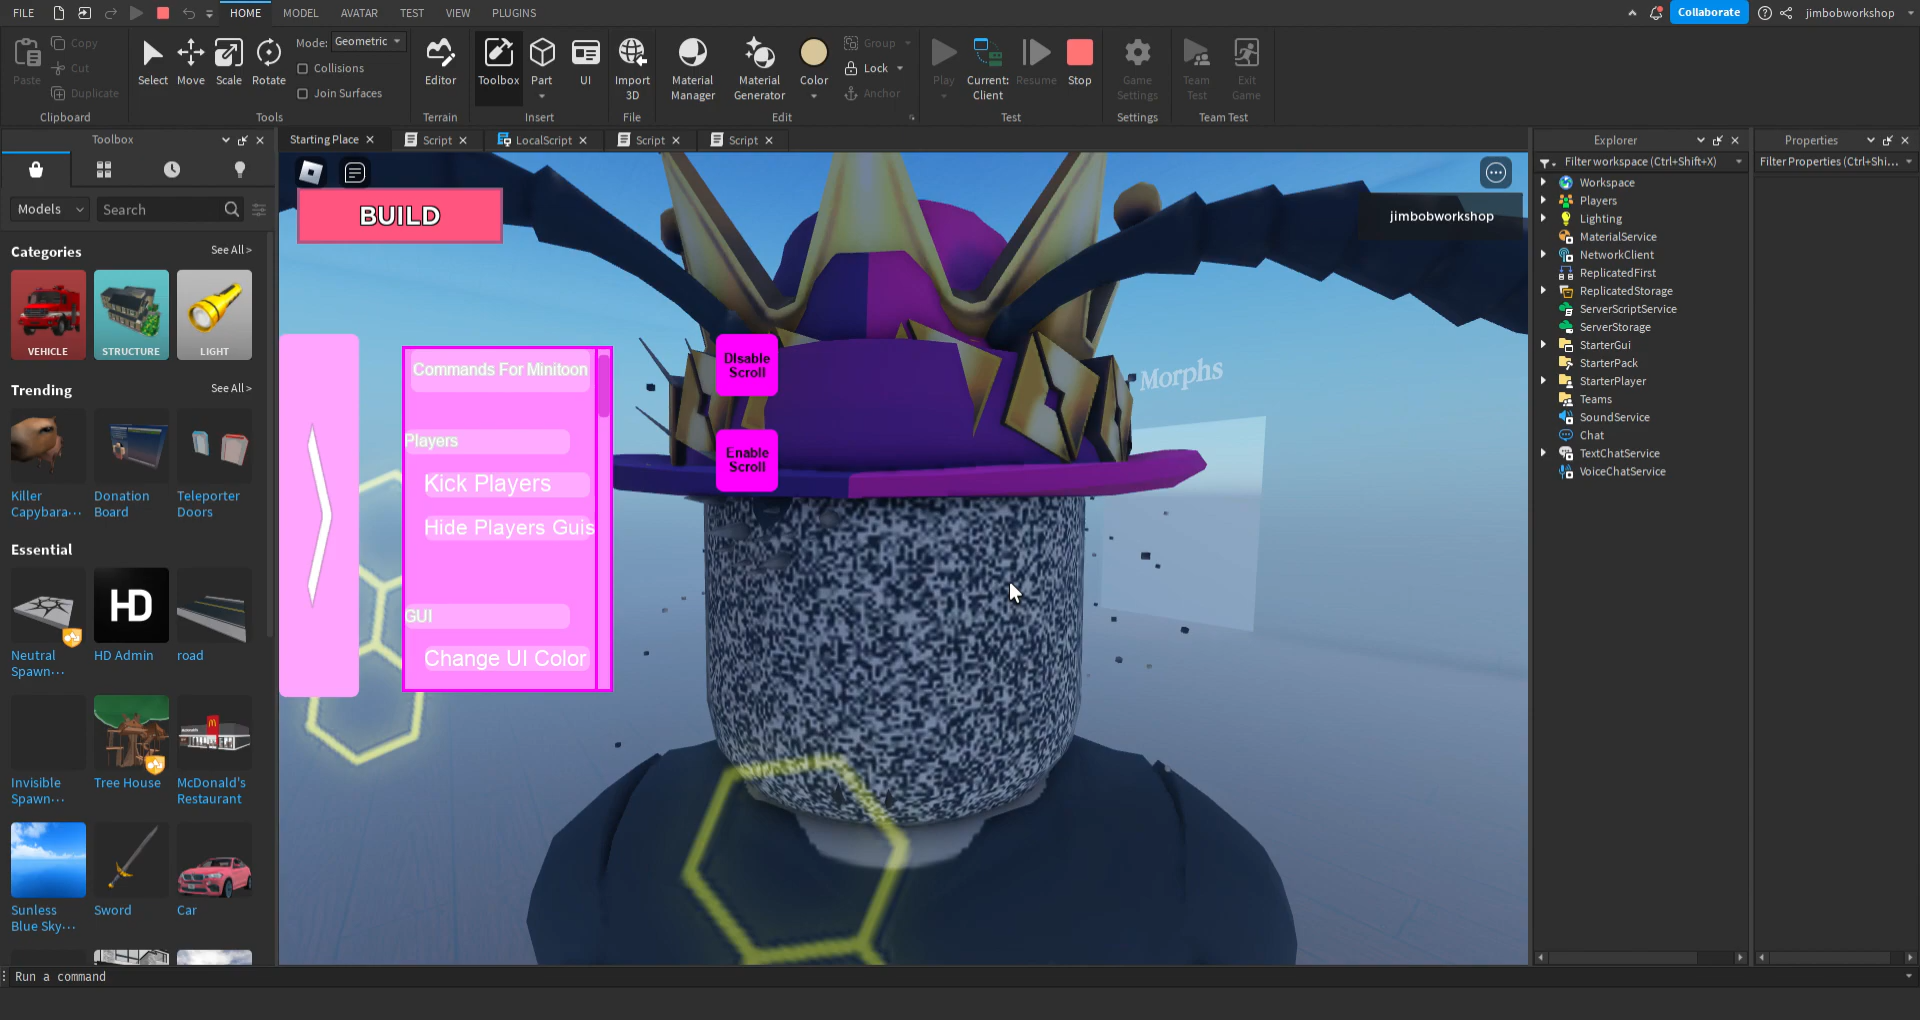 FILE
HOME
MODEL
AVATAR
TEST
VIEW
PLUGINS
Collaborate
jimbobworkshop
Paste
Copy
Cut
Duplicate
Clipboard
Select
Move
Scale
Rotate
Mode:
Geometric
Collisions
Join Surfaces
Tools
Editor
Terrain
Toolbox
Part
UI
Insert
Import
3D
File
Material
Manager
Material
Generator
Color
Group
Lock
Anchor
Edit
Play
Current:
Client
Resume
Stop
Test
Game
Settings
Settings
Team
Test
Exit
Game
Team Test
Toolbox
Starting Place
Script
LocalScript
Script
Script
Explorer
Properties
Filter workspace (Ctrl+Shift+X)
Filter Properties (Ctrl+Shi...
Models
Search
Categories
See All >
VEHICLE
STRUCTURE
LIGHT
Trending
See All >
Killer
Capybara...
Donation
Board
Teleporter
Doors
Essential
See All >
HD
Neutral
Spawn...
HD Admin
road
Invisible
Spawn...
Tree House
McDonald's
Restaurant
Sunless
Blue Sky...
Sword
Car
BUILD
jimbobworkshop
Commands For Minitoon
Players
Kick Players
Hide Players Guis
GUI
Change UI Color
DIsable
Scroll
Enable
Scroll
Morphs
Workspace
Players
Lighting
MaterialService
NetworkClient
ReplicatedFirst
ReplicatedStorage
ServerScriptService
ServerStorage
StarterGui
StarterPack
StarterPlayer
Teams
SoundService
Chat
TextChatService
VoiceChatService
Run a command